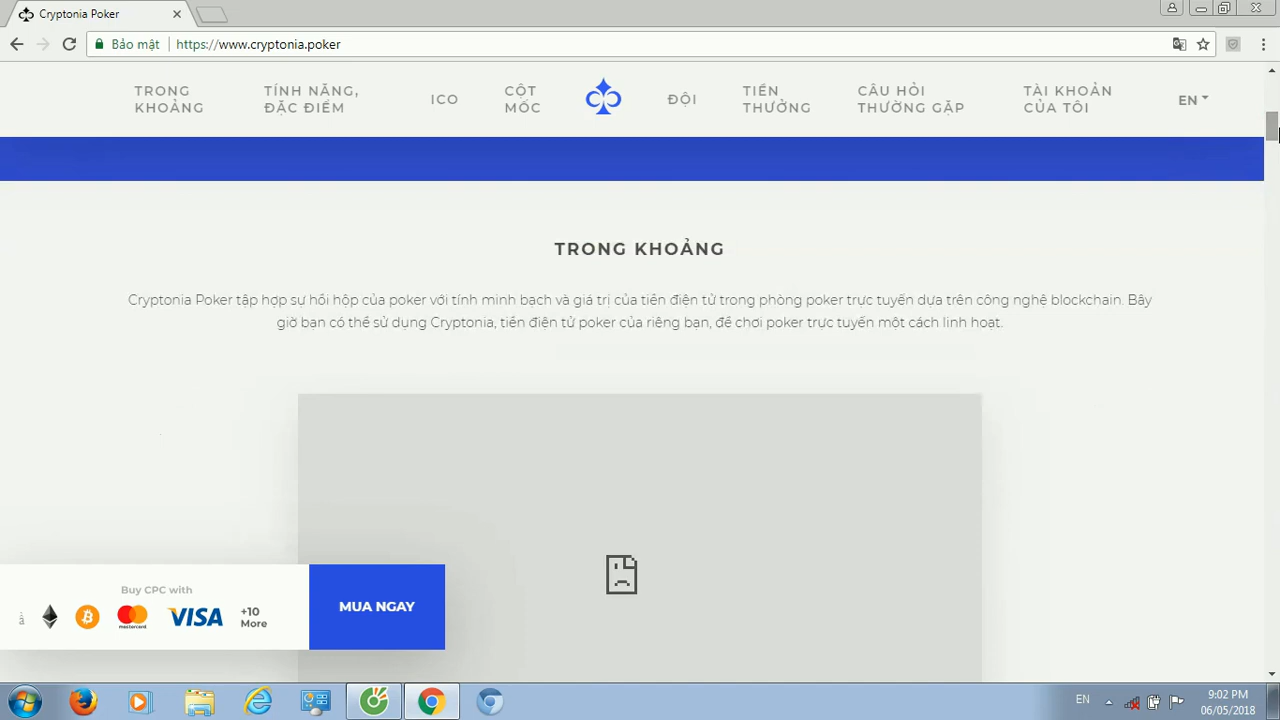 Cryptonia Poker
Bảo mật
https://www.cryptonia.poker
TRONG
KHOẢNG
TÍNH NĂNG,
ĐẶC ĐIỂM
ICO
CỘT
MỐC
ĐỘI
TIỀN
THƯỞNG
CÂU HỎI
THƯỜNG GẶP
TÀI KHOẢN
CỦA TÔI
EN
TRONG KHOẢNG
Cryptonia Poker tập hợp sự hồi hộp của poker với tính minh bạch và giá trị của tiền điện tử trong phòng poker trực tuyến dựa trên công nghệ blockchain. Bây
giờ bạn có thể sử dụng Cryptonia, tiền điện tử poker của riêng bạn, để chơi poker trực tuyến một cách linh hoạt.
Buy CPC with
mastercard
VISA
+10
More
MUA NGAY
EN
9:02 PM
06/05/2018